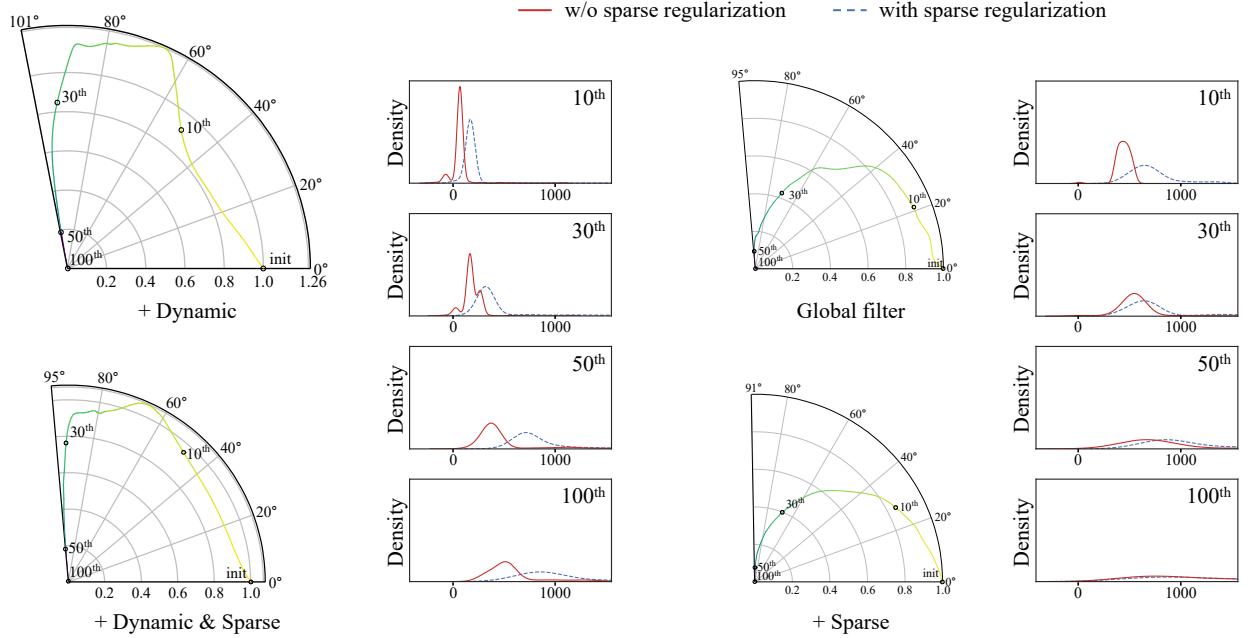 w/o sparse regularization
with sparse regularization
101°
80°
60°
40°
20°
0°
30th
10th
50th
100th
init
0.2 0.4 0.6 0.8 1.0 1.26
+ Dynamic
Density
10th
0 1000
Density
30th
0 1000
Density
50th
0 1000
Density
100th
0 1000
95°
80°
60°
40°
20°
0°
30th
10th
50th
100th
init
0.2 0.4 0.6 0.8 1.0
+ Dynamic & Sparse
95°
80°
60°
40°
20°
0°
30th
10th
50th
100th
init
0.2 0.4 0.6 0.8 1.0
Global filter
Density
10th
0 1000
Density
30th
0 1000
Density
50th
0 1000
Density
100th
0 1000
91°
80°
60°
40°
20°
0°
30th
10th
50th
100th
init
0.2 0.4 0.6 0.8 1.0
+ Sparse